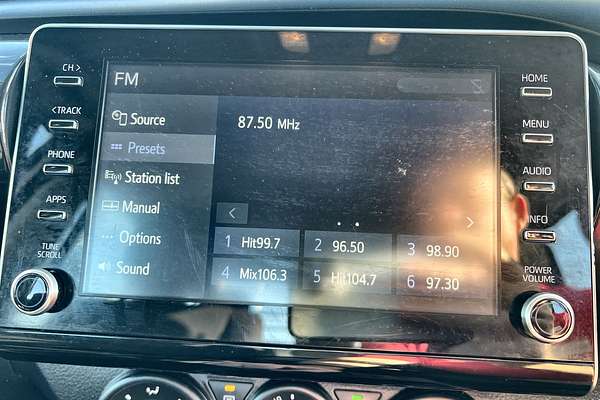 CH >
< TRACK
PHONE
APPS
TUNE
SCROLL
FM
Source
Presets
Station list
Manual
Options
Sound
87.50 MHz
< >
1 Hit99.7
2 96.50
3 98.90
4 Mix106.3
5 Hit104.7
6 97.30
HOME
MENU
AUDIO
INFO
POWER
VOLUME